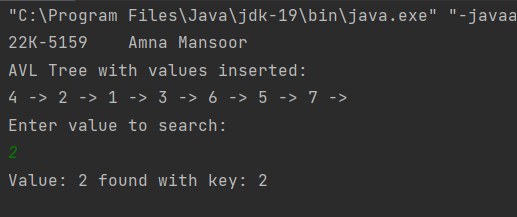 "C:\Program Files\Java\jdk-19\bin\java.exe" "-javaa
22K-5159    Amna Mansoor
AVL Tree with values inserted:
4 -> 2 -> 1 -> 3 -> 6 -> 5 -> 7 ->
Enter value to search:
2
Value: 2 found with key: 2